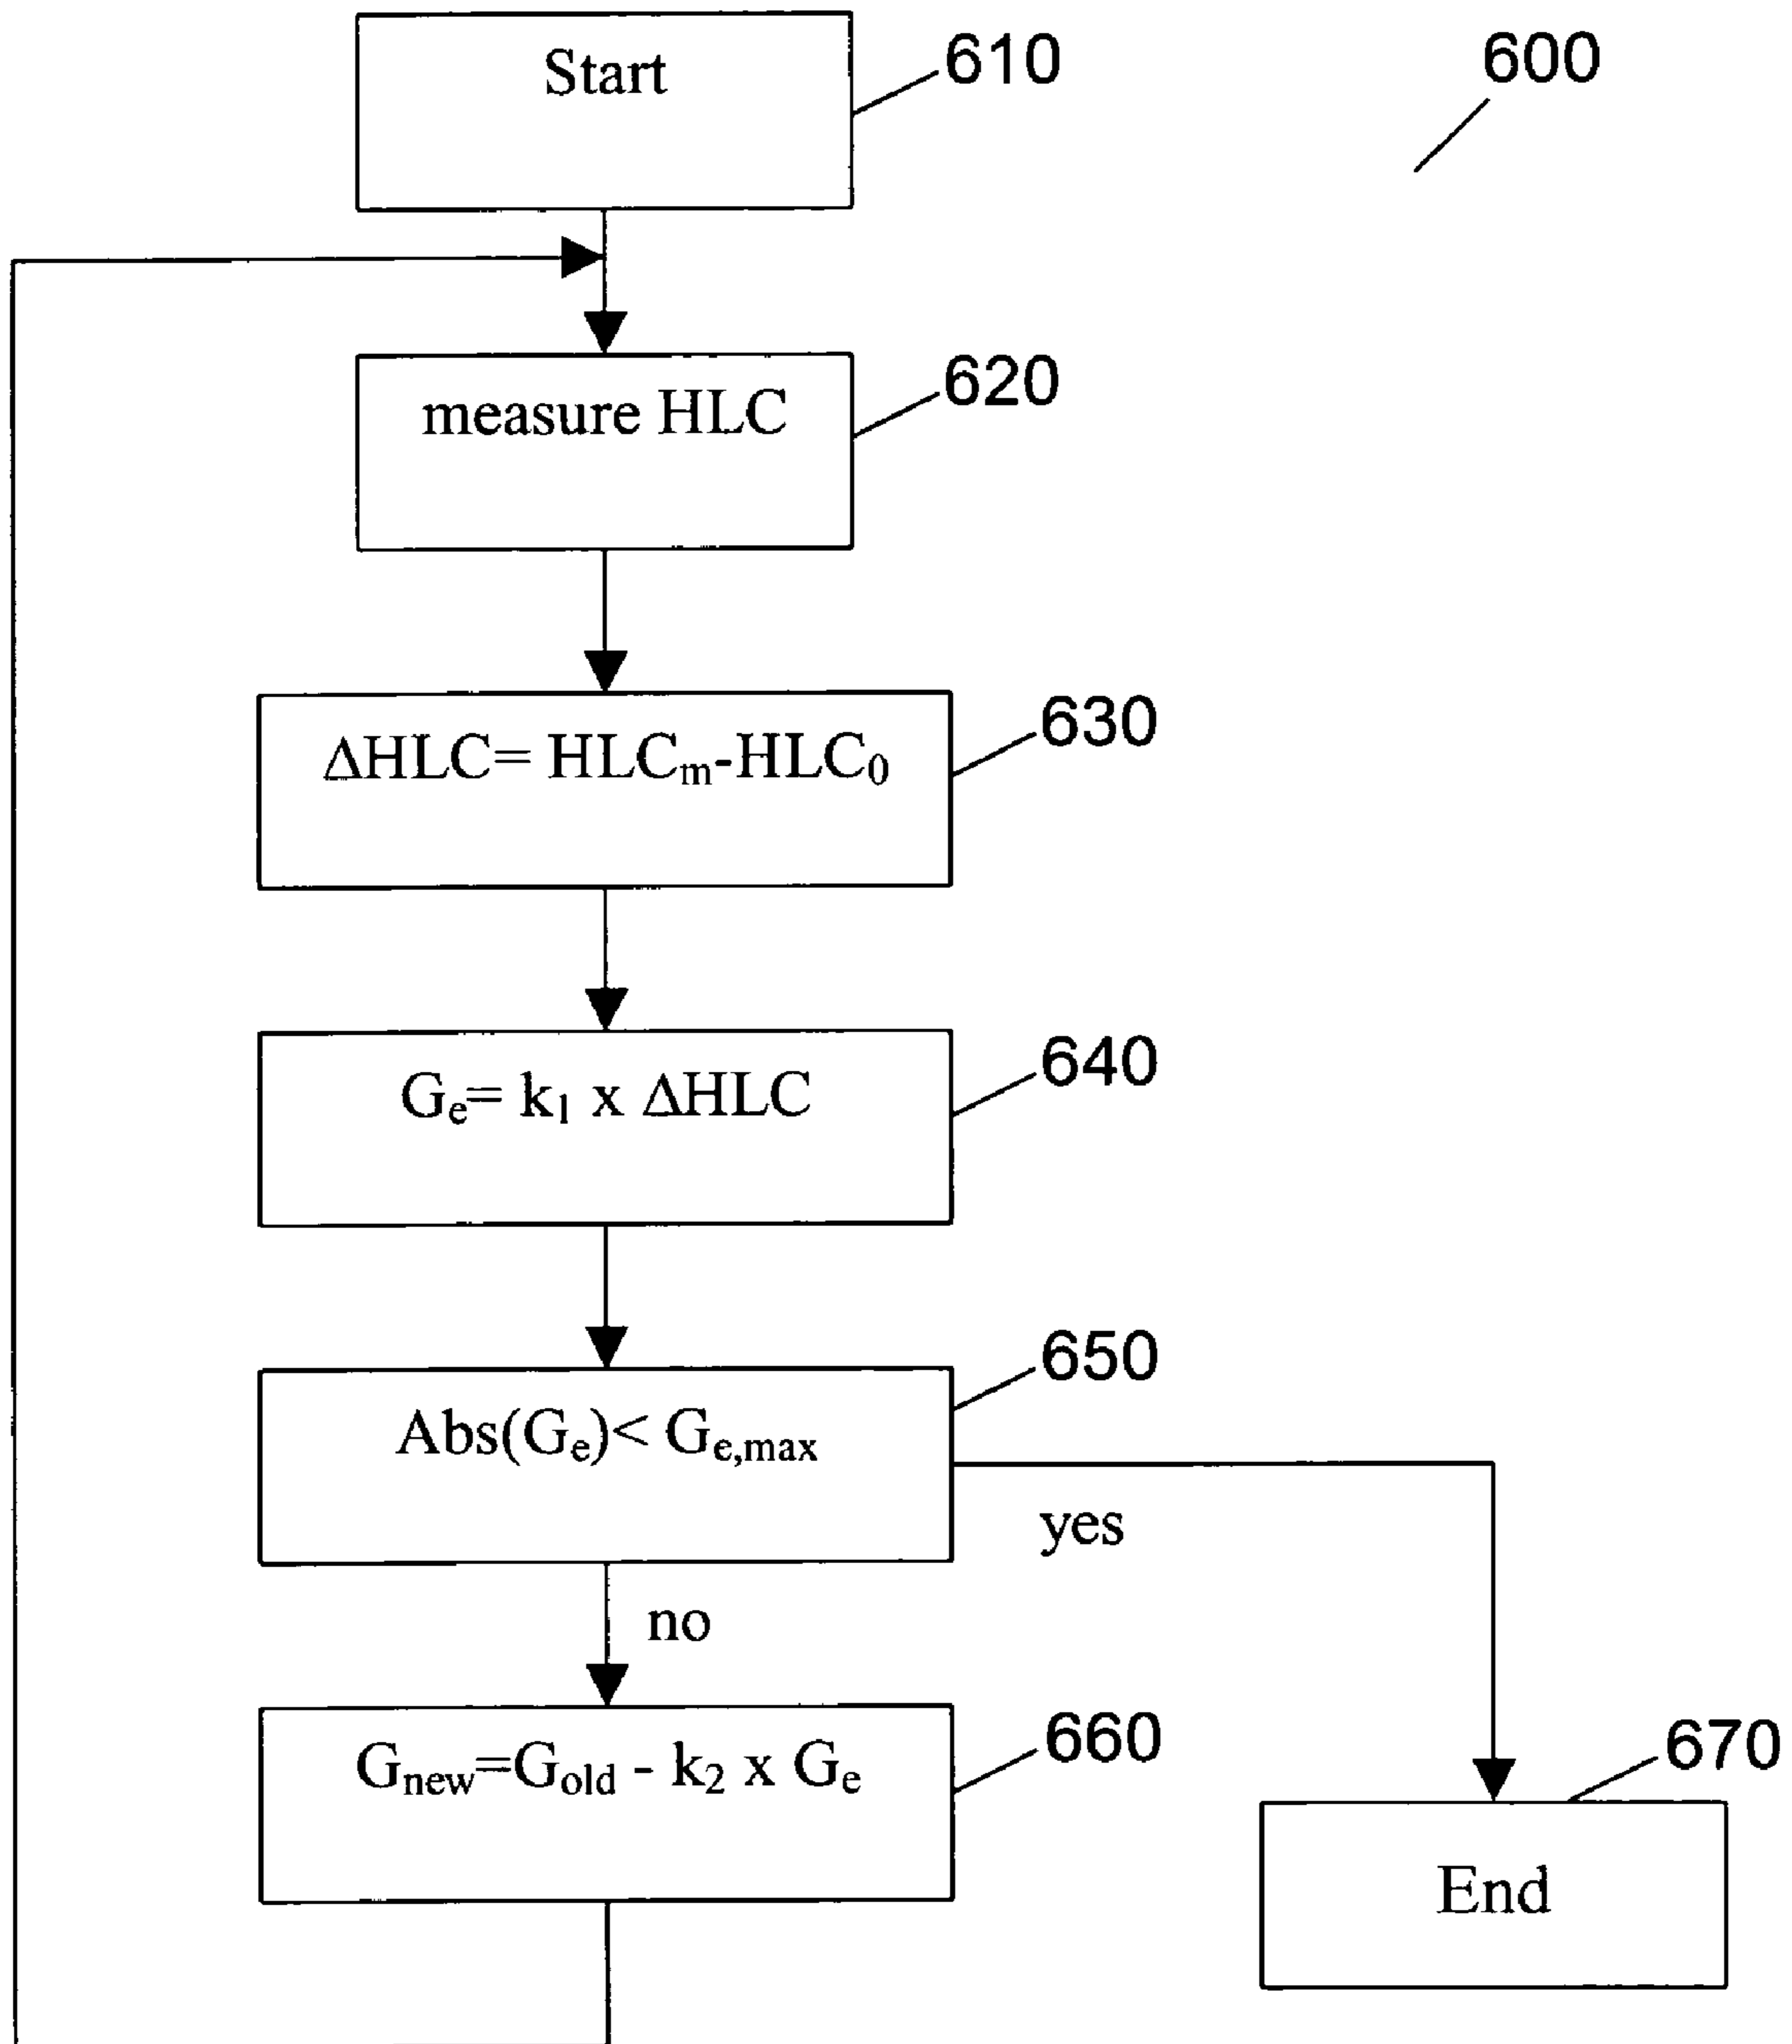 Start
610
600
measure HLC
620
ΔHLC= HLCm-HLC0
630
Ge= k1 x ΔHLC
640
Abs(Ge)< Ge,max
650
yes
no
Gnew=Gold - k2 x Ge
660
670
End